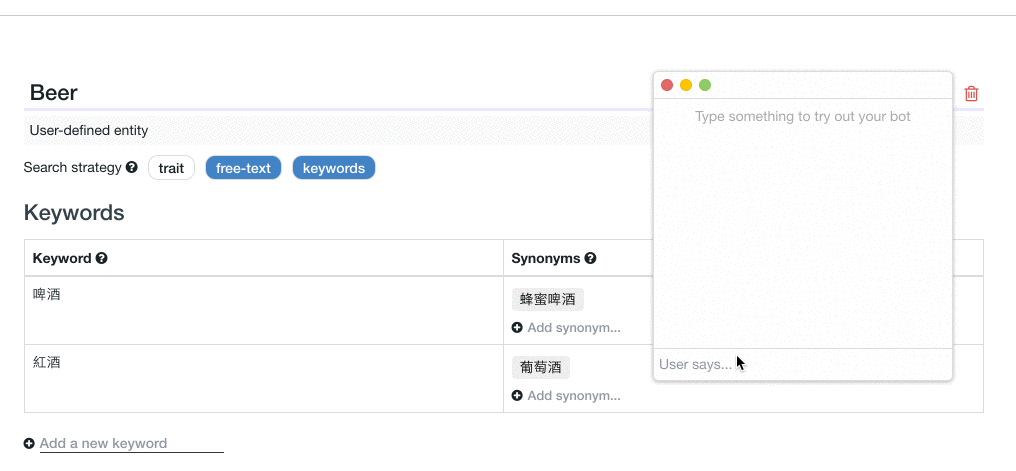 Beer
User-defined entity
Search strategy trait free-text keywords
Keywords
Keyword Synonyms
啤酒
蜂蜜啤酒
Add synonym...
紅酒
葡萄酒
Add synonym...
Add a new keyword
Type something to try out your bot
User says...